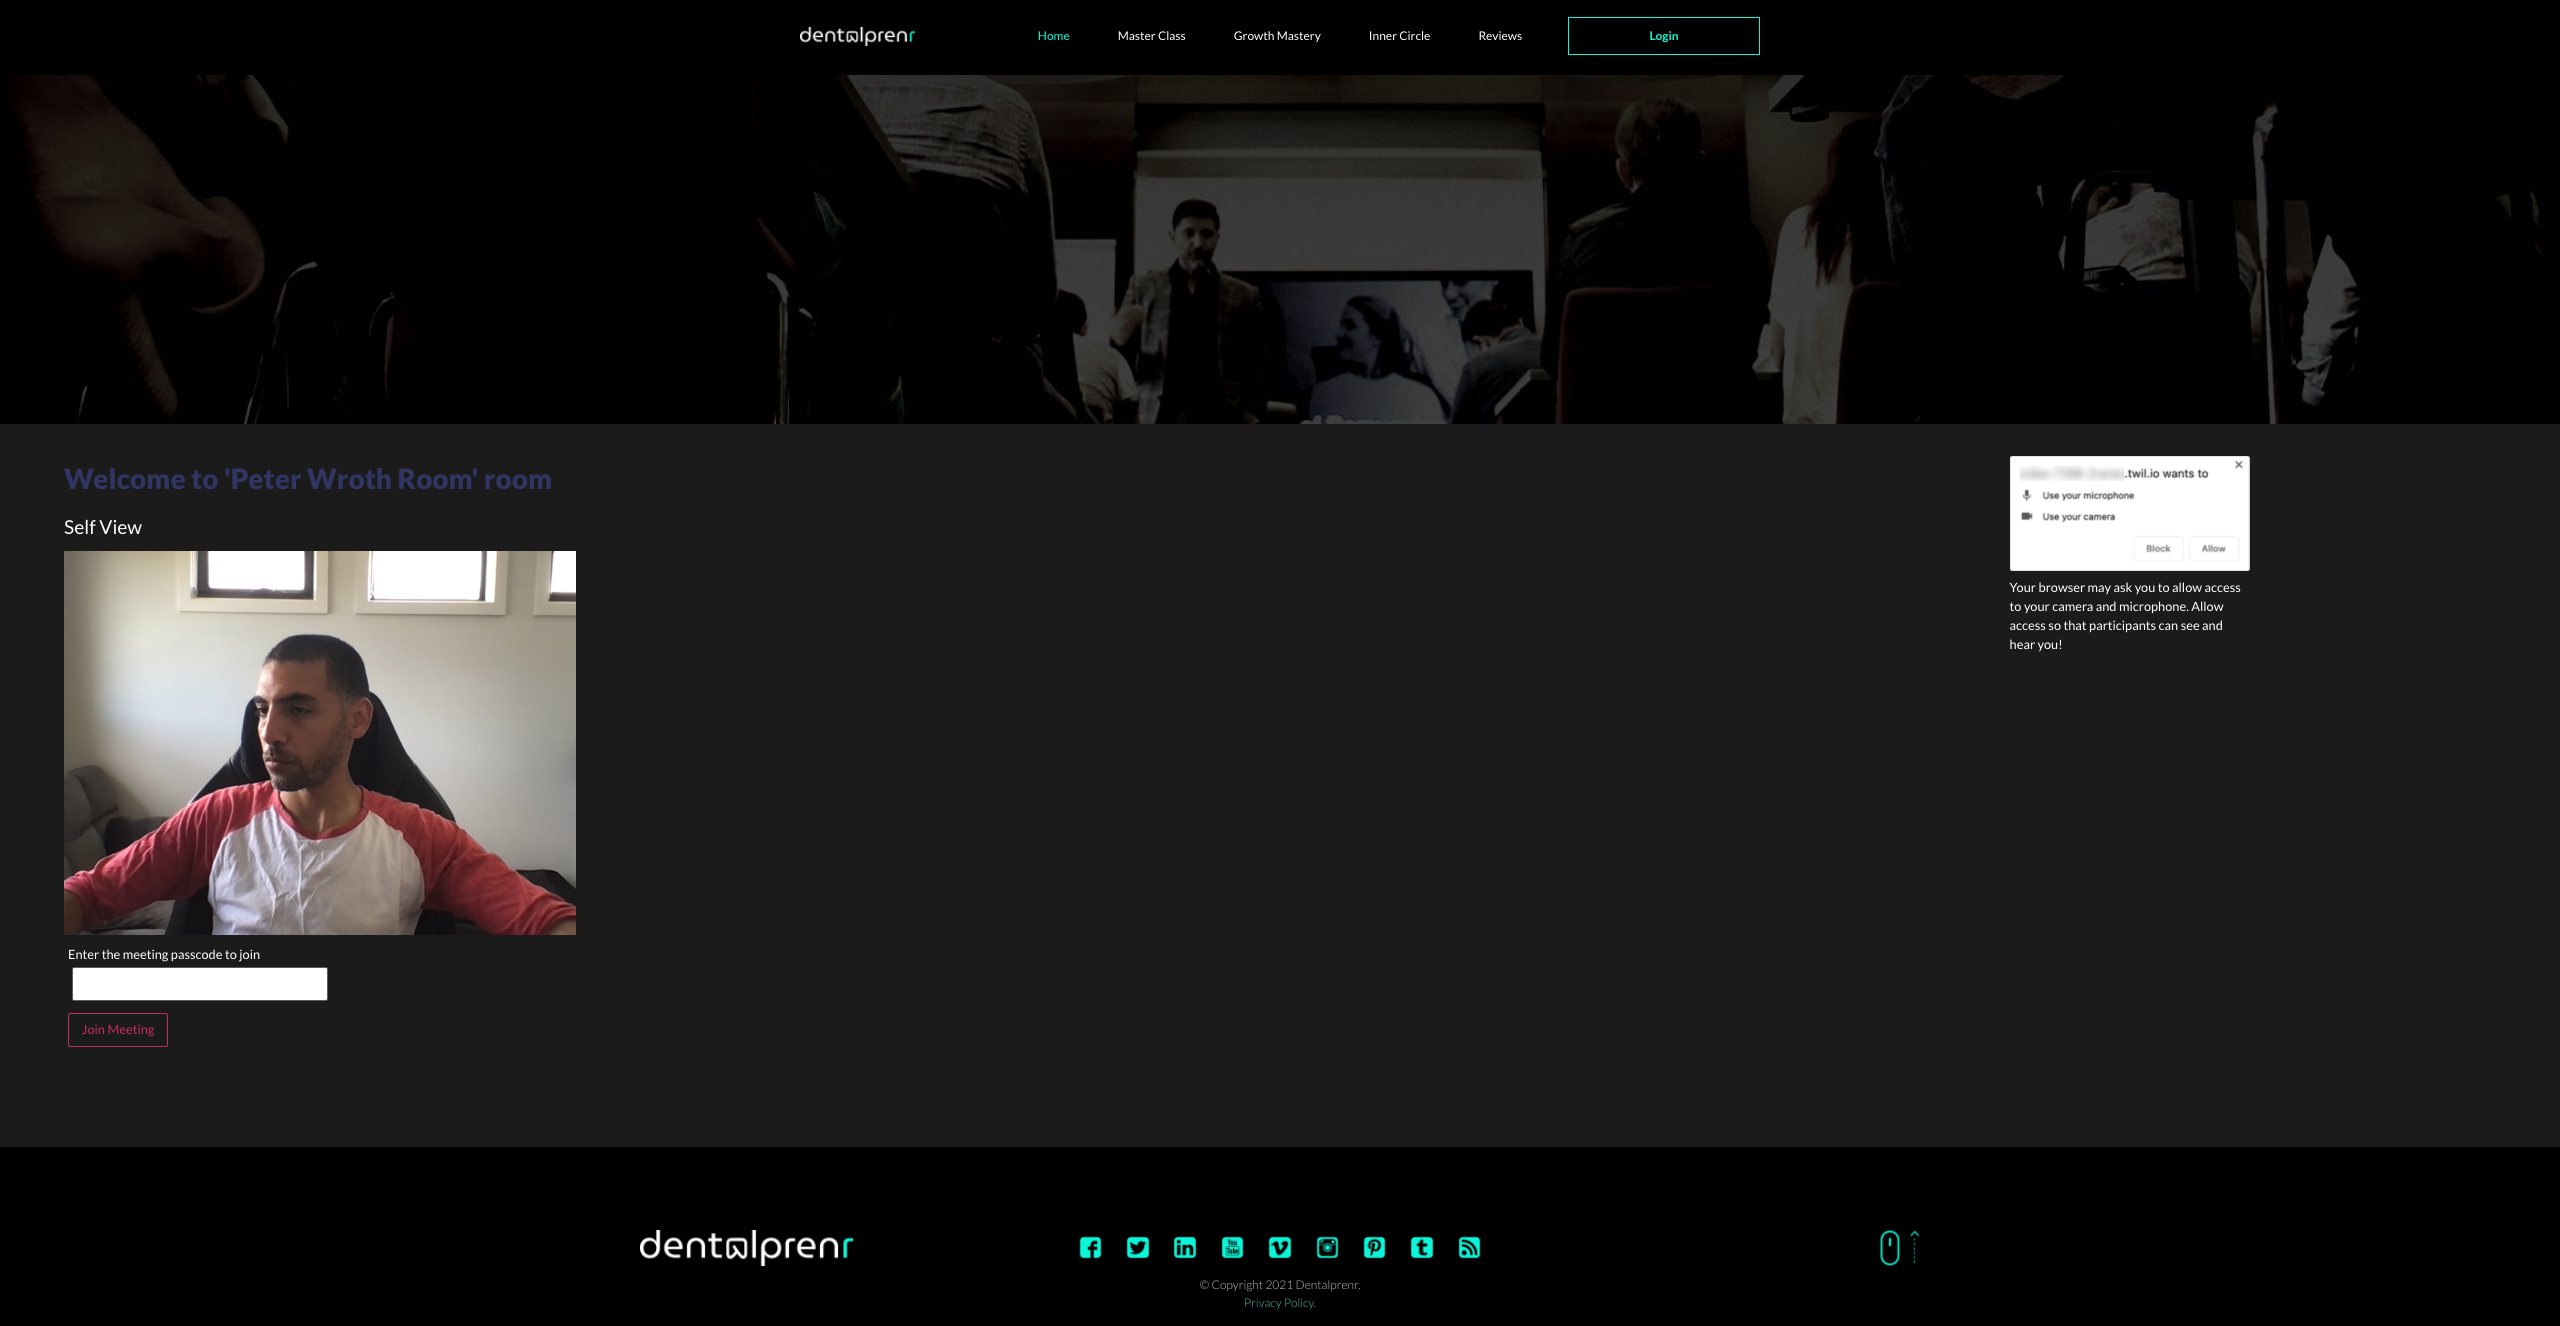 dentalprenr
Home
Master Class
Growth Mastery
Inner Circle
Reviews
Login
Welcome to 'Peter Wroth Room' room
Self View
.twil.io wants to
Use your microphone
Use your camera
Block
Allow
Your browser may ask you to allow access
to your camera and microphone. Allow
access so that participants can see and
hear you!
Enter the meeting passcode to join
Join Meeting
dentalprenr
© Copyright 2021 Dentalprenr.
Privacy Policy.